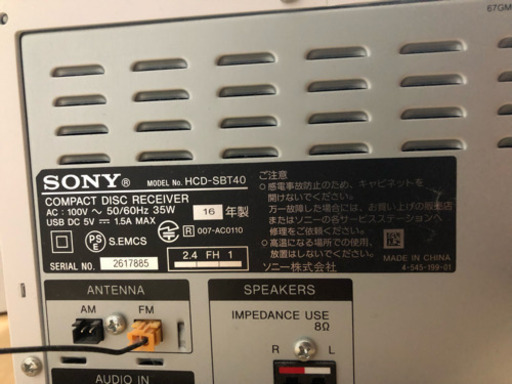 67GM
SONY MODEL No. HCD-SBT40
COMPACT DISC RECEIVER
AC : 100V ～ 50/60Hz 35W
USB DC 5V ⎓ 1.5A MAX
16 年製
PSE
S.EMCS
R 007-AC0110
SERIAL NO. 2617885
2.4 FH 1
ご注意
○感電事故防止のため、キャビネットを
開けないでください。
万一故障した場合には、お買い上げの販売店
またはソニーの各サービスステーションへ
修理をご依頼ください。
○高温になる場所での使用、
放置はしないでください。
ソニー株式会社
MADE IN CHINA
4-545-199-01
ANTENNA
AM FM
SPEAKERS
IMPEDANCE USE
8Ω
R L
AUDIO IN